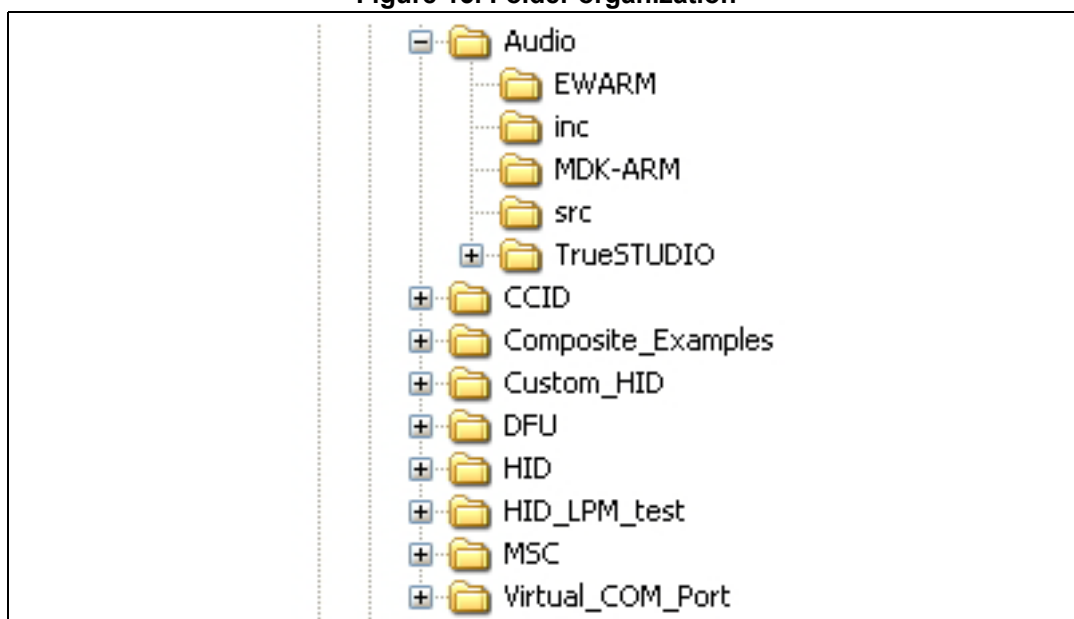 Audio
EWARM
inc
MDK-ARM
src
TrueSTUDIO
CCID
Composite_Examples
Custom_HID
DFU
HID
HID_LPM_test
MSC
Virtual_COM_Port